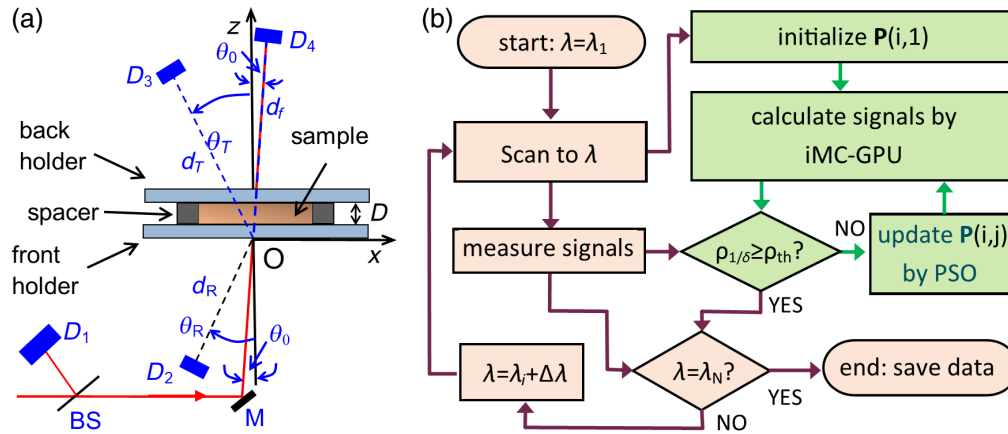 (a)
z
D4
θ0
D3
df
θT
dT
sample
back
holder
spacer
D
front
holder
O
x
dR
θR
θ0
D1
D2
BS
M
(b)
start: λ=λ1
initialize P(i,1)
calculate signals by
iMC-GPU
Scan to λ
measure signals
ρ1/δ≥ρth?
NO
update P(i,j)
by PSO
YES
λ=λi+Δλ
λ=λN?
YES
end: save data
NO